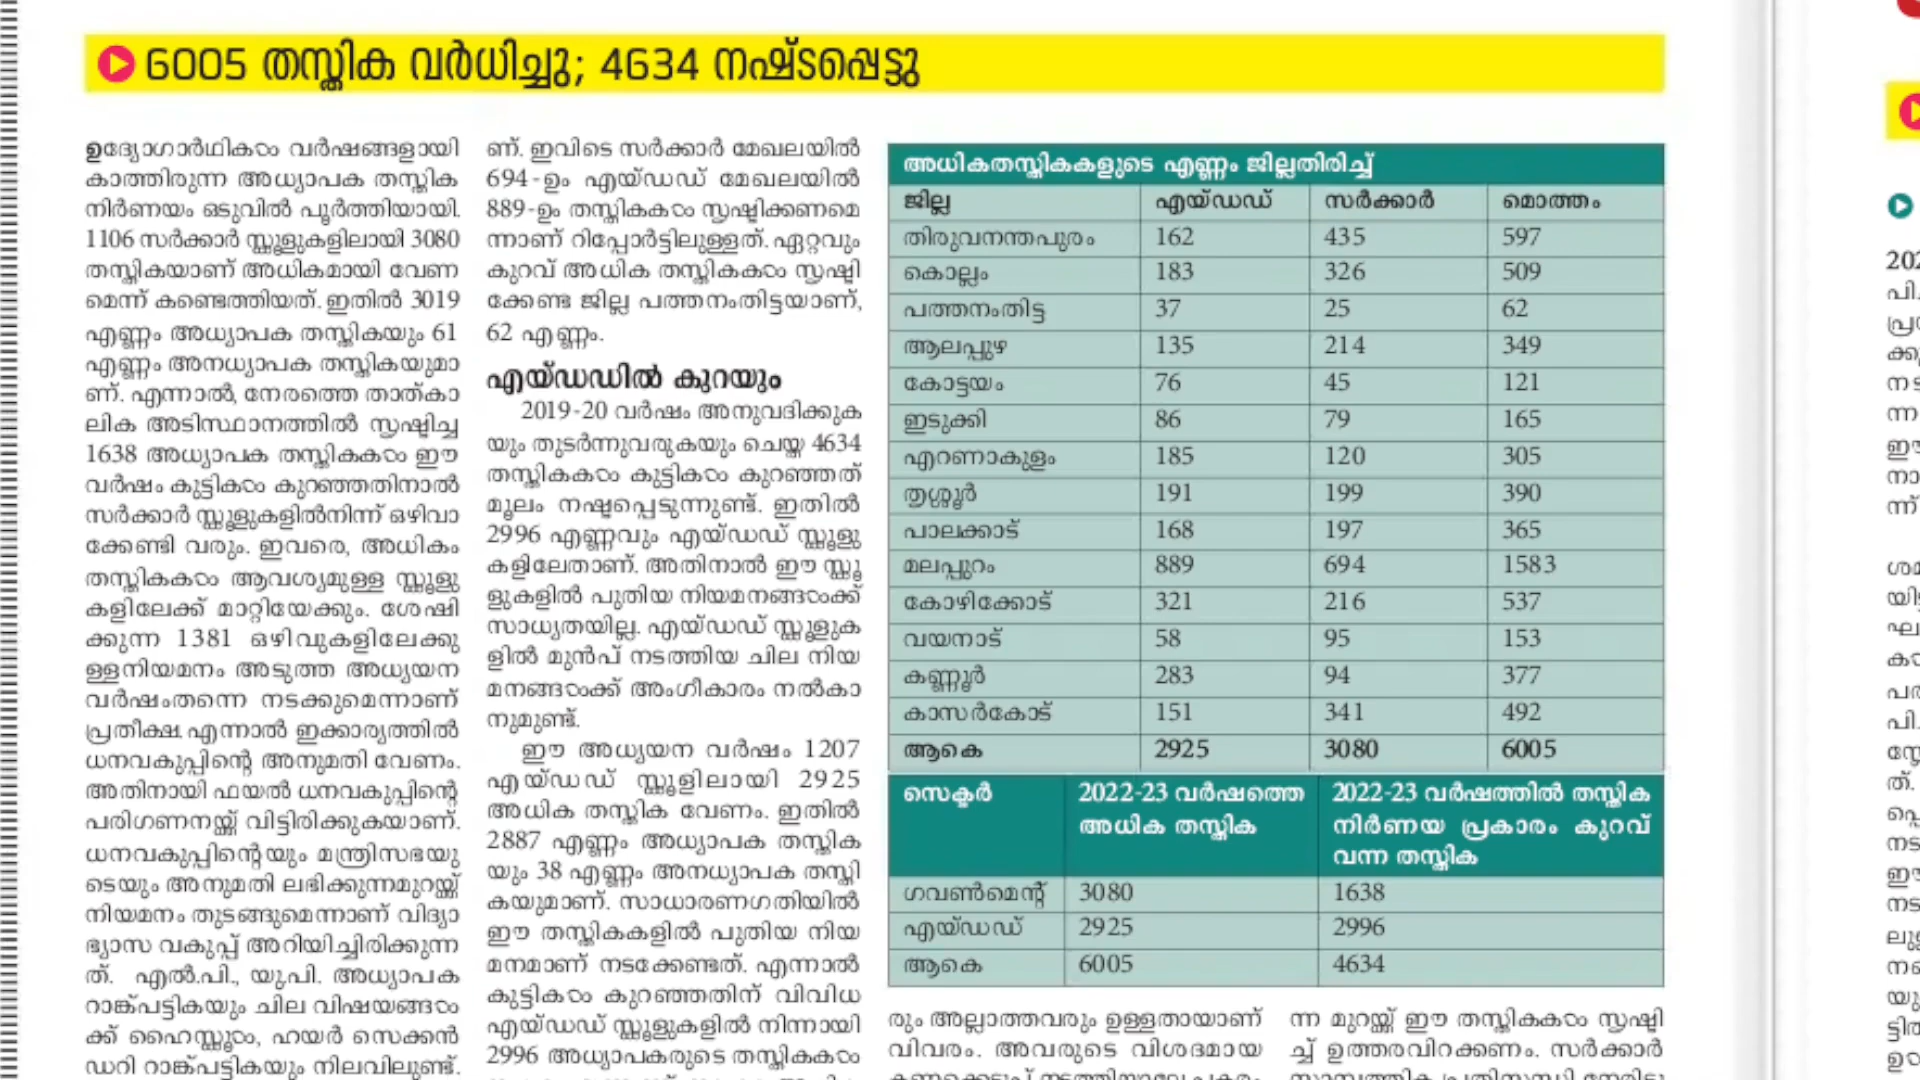 6005 തസ്തിക വർധിച്ചു; 4634 നഷ്ടപ്പെട്ടു
ഉദ്യോഗാർഥികൾ വർഷങ്ങളായി
കാത്തിരുന്ന അധ്യാപക തസ്തിക
നിർണയം ഒടുവിൽ പൂർത്തിയായി.
1106 സർക്കാർ സ്കൂളുകളിലായി 3080
തസ്തികയാണ് അധികമായി വേണ
മെന്ന് കണ്ടെത്തിയത്. ഇതിൽ 3019
എണ്ണം അധ്യാപക തസ്തികയും 61
എണ്ണം അനധ്യാപക തസ്തികയുമാ
ണ്. എന്നാൽ, നേരത്തെ താത്കാ
ലിക അടിസ്ഥാനത്തിൽ സൃഷ്ടിച്ച
1638 അധ്യാപക തസ്തികകൾ ഈ
വർഷം കുട്ടികൾ കുറഞ്ഞതിനാൽ
സർക്കാർ സ്കൂളുകളിൽനിന്ന് ഒഴിവാ
ക്കേണ്ടി വരും. ഇവരെ, അധികം
തസ്തികകൾ ആവശ്യമുള്ള സ്കൂളു
കളിലേക്ക് മാറ്റിയേക്കും. ശേഷി
ക്കുന്ന 1381 ഒഴിവുകളിലേക്കു
ള്ളനിയമനം അടുത്ത അധ്യയന
വർഷംതന്നെ നടക്കുമെന്നാണ്
പ്രതീക്ഷ. എന്നാൽ ഇക്കാര്യത്തിൽ
ധനവകുപ്പിന്റെ അനുമതി വേണം.
അതിനായി ഫയൽ ധനവകുപ്പിന്റെ
പരിഗണനയ്ക്ക് വിട്ടിരിക്കുകയാണ്.
ധനവകുപ്പിന്റെയും മന്ത്രിസഭയു
ടെയും അനുമതി ലഭിക്കുന്നമുറയ്ക്ക്
നിയമനം തുടങ്ങുമെന്നാണ് വിദ്യാ
ഭ്യാസ വകുപ്പ് അറിയിച്ചിരിക്കുന്ന
ത്. എൽ.പി., യു.പി. അധ്യാപക
റാങ്ക്പട്ടികയും ചില വിഷയങ്ങൾ
ക്ക് ഹൈസ്കൂൾ, ഹയർ സെക്കൻ
ഡറി റാങ്ക്പട്ടികയും നിലവിലുണ്ട്.
ണ്. ഇവിടെ സർക്കാർ മേഖലയിൽ
694-ഉം എയ്ഡഡ് മേഖലയിൽ
889-ഉം തസ്തികകൾ സൃഷ്ടിക്കണമെ
ന്നാണ് റിപ്പോർട്ടിലുള്ളത്. ഏറ്റവും
കുറവ് അധിക തസ്തികകൾ സൃഷ്ടി
ക്കേണ്ട ജില്ല പത്തനംതിട്ടയാണ്,
62 എണ്ണം.
എയ്ഡഡിൽ കുറയും
2019-20 വർഷം അനുവദിക്കുക
യും തുടർന്നുവരുകയും ചെയ്ത 4634
തസ്തികകൾ കുട്ടികൾ കുറഞ്ഞത്
മൂലം നഷ്ടപ്പെടുന്നുണ്ട്. ഇതിൽ
2996 എണ്ണവും എയ്ഡഡ് സ്കൂളു
കളിലേതാണ്. അതിനാൽ ഈ സ്കൂ
ളുകളിൽ പുതിയ നിയമനങ്ങൾക്ക്
സാധ്യതയില്ല. എയ്ഡഡ് സ്കൂളുക
ളിൽ മുൻപ് നടത്തിയ ചില നിയ
മനങ്ങൾക്ക് അംഗീകാരം നൽകാ
നുമുണ്ട്.
ഈ അധ്യയന വർഷം 1207
എയ്ഡഡ് സ്കൂളിലായി 2925
അധിക തസ്തിക വേണം. ഇതിൽ
2887 എണ്ണം അധ്യാപക തസ്തിക
യും 38 എണ്ണം അനധ്യാപക തസ്തി
കയുമാണ്. സാധാരണഗതിയിൽ
ഈ തസ്തികകളിൽ പുതിയ നിയ
മനമാണ് നടക്കേണ്ടത്. എന്നാൽ
കുട്ടികൾ കുറഞ്ഞതിന് വിവിധ
എയ്ഡഡ് സ്കൂളുകളിൽ നിന്നായി
2996 അധ്യാപകരുടെ തസ്തികകൾ
അധികതസ്തികകളുടെ എണ്ണം ജില്ലതിരിച്ച്
ജില്ല എയ്ഡഡ് സർക്കാർ മൊത്തം
തിരുവനന്തപുരം 162 435 597
കൊല്ലം 183 326 509
പത്തനംതിട്ട 37 25 62
ആലപ്പുഴ 135 214 349
കോട്ടയം 76 45 121
ഇടുക്കി 86 79 165
എറണാകുളം 185 120 305
തൃശ്ശൂർ 191 199 390
പാലക്കാട് 168 197 365
മലപ്പുറം 889 694 1583
കോഴിക്കോട് 321 216 537
വയനാട് 58 95 153
കണ്ണൂർ 283 94 377
കാസർകോട് 151 341 492
ആകെ 2925 3080 6005
സെക്ടർ 2022-23 വർഷത്തെ 2022-23 വർഷത്തിൽ തസ്തിക
അധിക തസ്തിക നിർണയ പ്രകാരം കുറവ്
വന്ന തസ്തിക
ഗവൺമെന്റ് 3080 1638
എയ്ഡഡ് 2925 2996
ആകെ 6005 4634
രും അല്ലാത്തവരും ഉള്ളതായാണ്
വിവരം. അവരുടെ വിശദമായ
ന്ന മുറയ്ക്ക് ഈ തസ്തികകൾ സൃഷ്ടി
ച്ച് ഉത്തരവിറക്കണം. സർക്കാർ